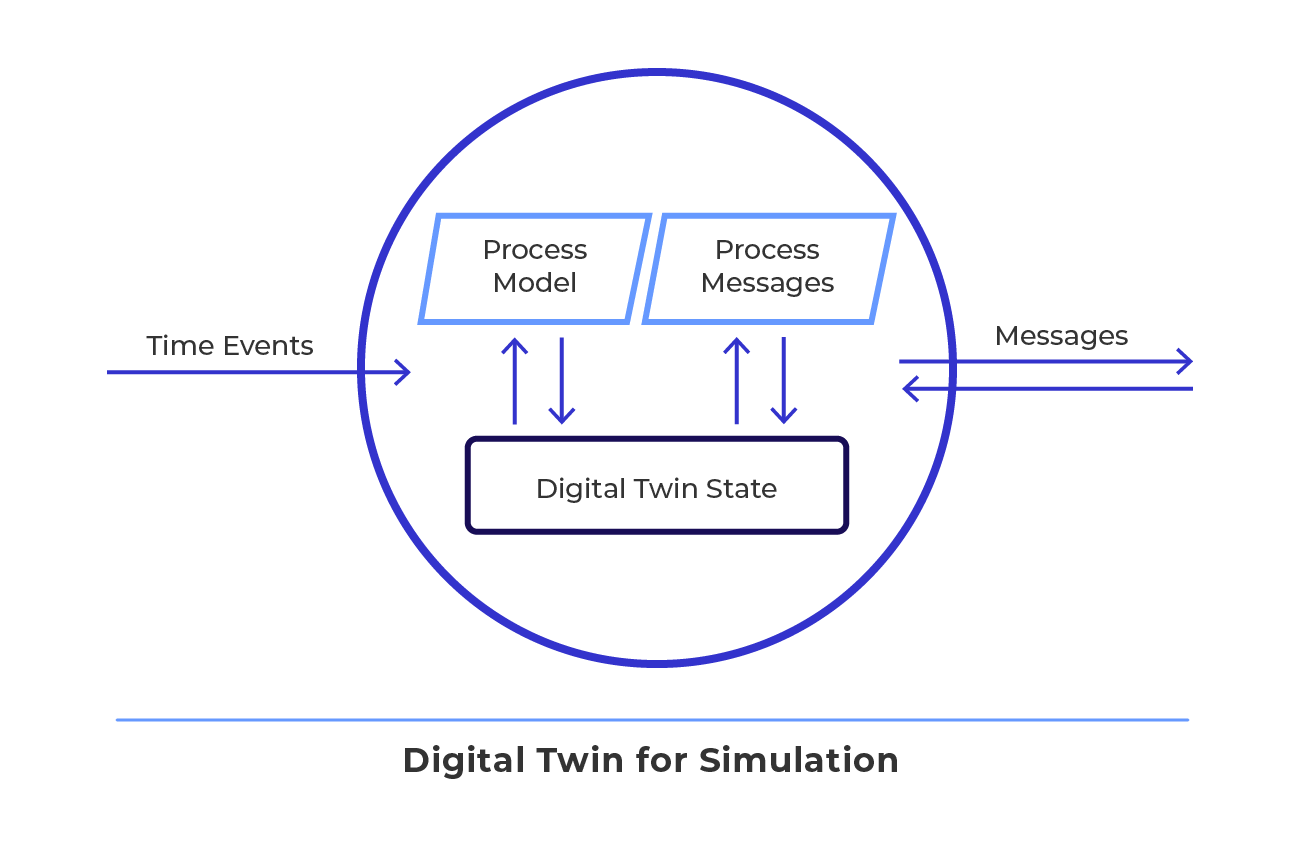 Process
Model
Process
Messages
Time Events
Messages
Digital Twin State
Digital Twin for Simulation